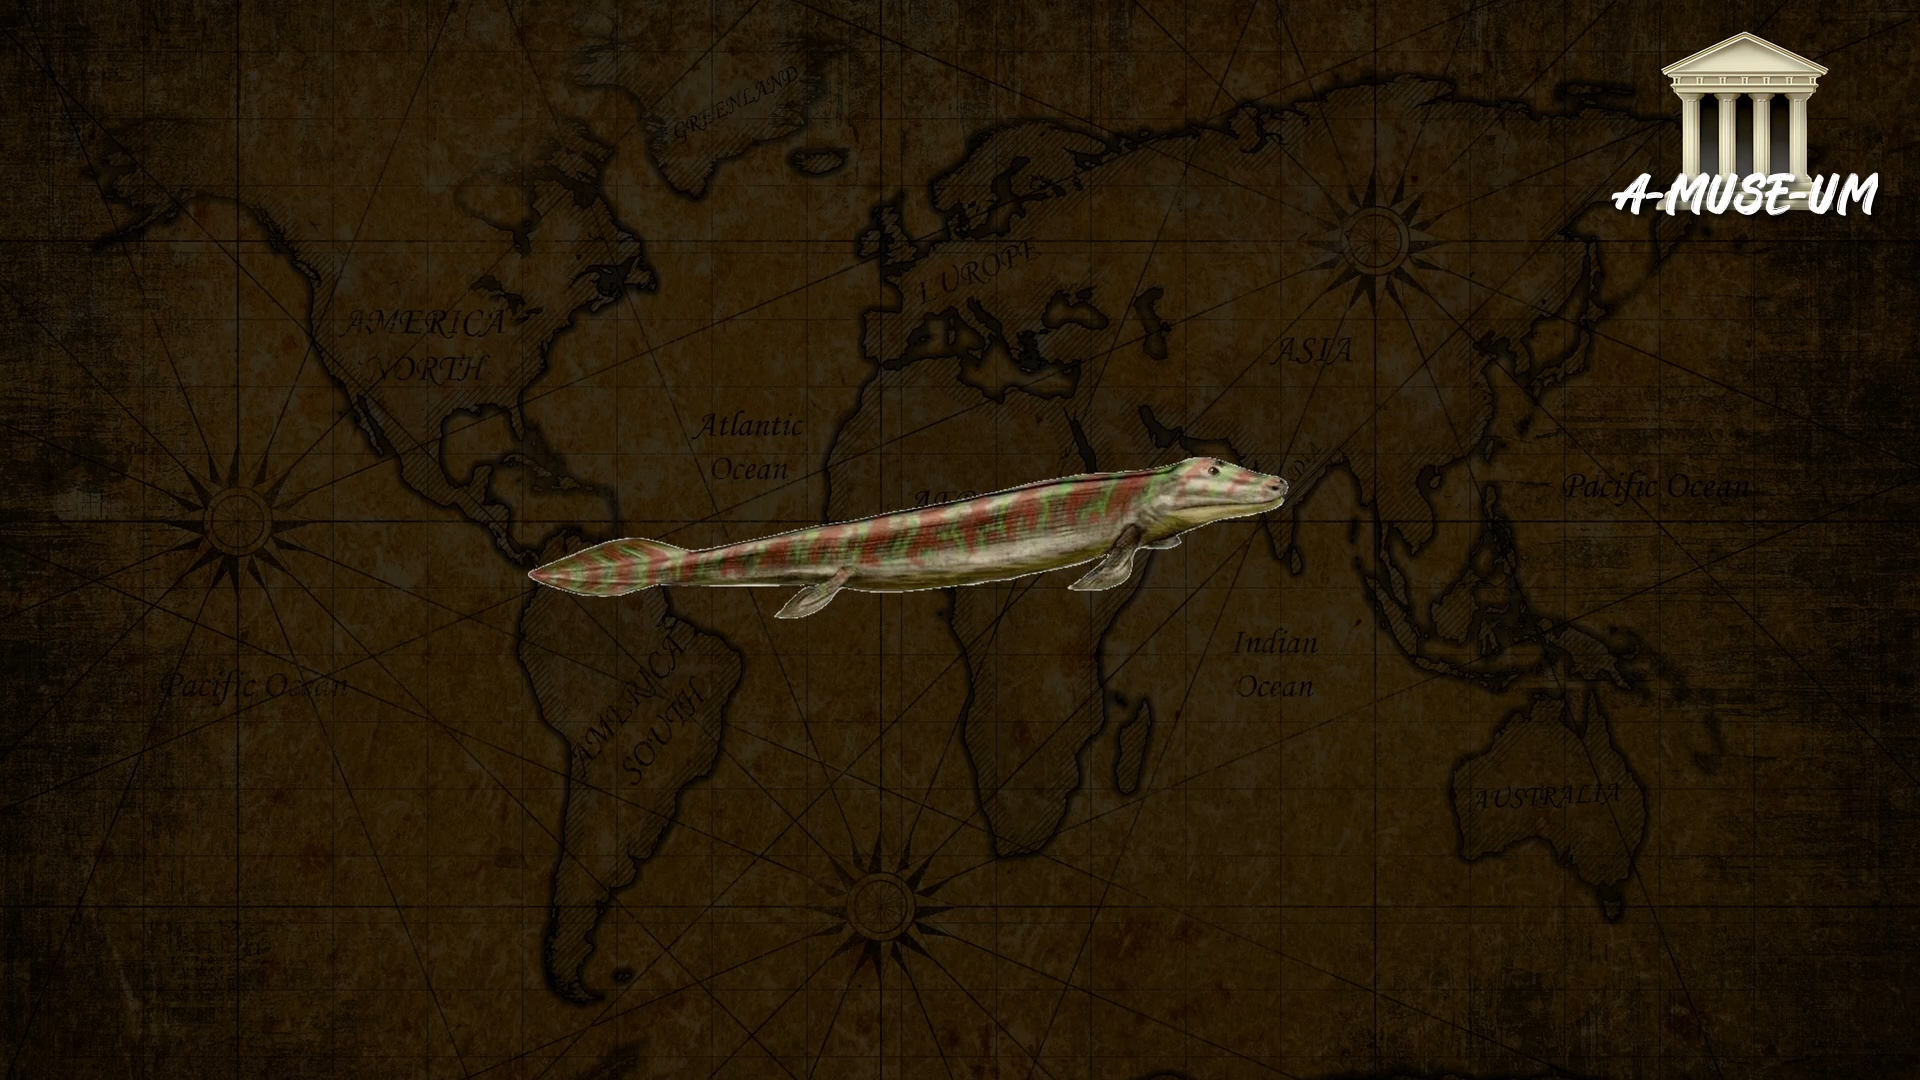 GREENLAND
A-MUSE-UM
EUROPE
AMERICA
NORTH
ASIA
Atlantic
Ocean
Pacific Ocean
Indian
Ocean
Pacific Ocean
AMERICA
SOUTH
AUSTRALIA